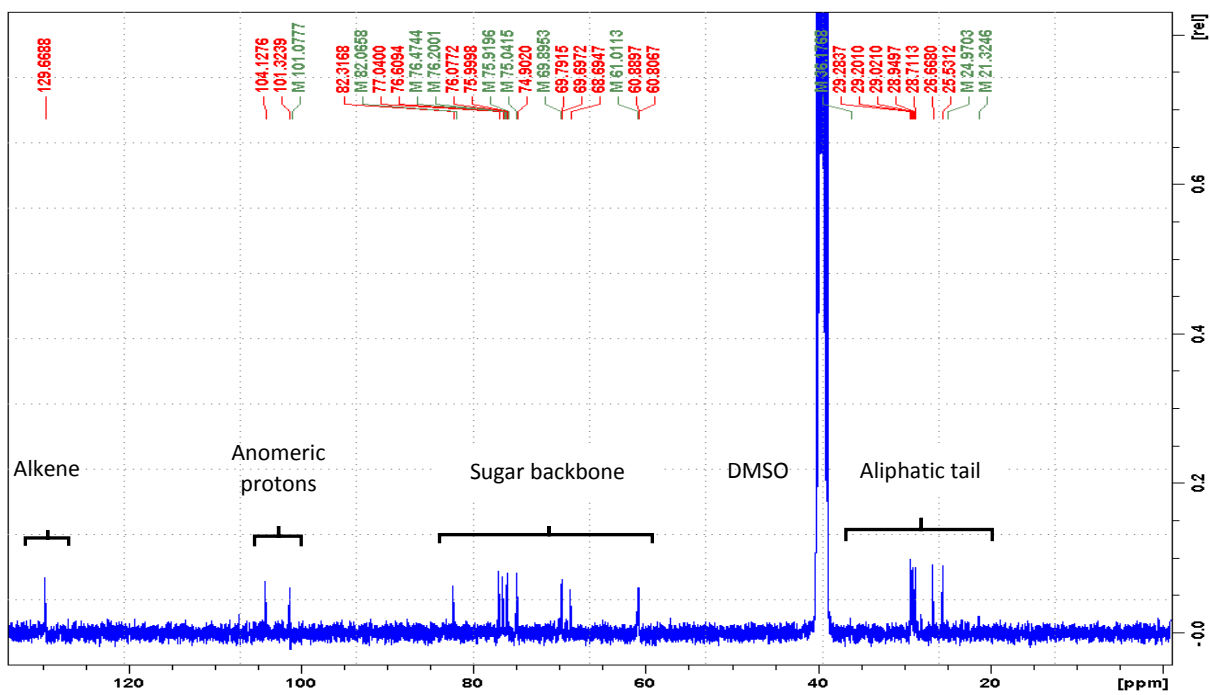 129.6688
104.1276
101.3239
M 101.0777
82.3168
M 82.0658
77.0400
76.6094
M 76.4744
M 76.2001
76.0772
75.9998
M 75.9196
M 75.0415
74.9020
M 69.8953
69.7915
69.6972
68.6947
M 61.0113
60.8897
60.8067
M 36.1768
29.2837
29.2010
29.0210
28.9497
28.7113
26.6680
25.5312
M 24.9703
M 21.3246
[rel]
0.6
0.4
0.2
-0.0
Alkene
Anomeric
protons
Sugar backbone
DMSO
Aliphatic tail
120
100
80
60
40
20
[ppm]